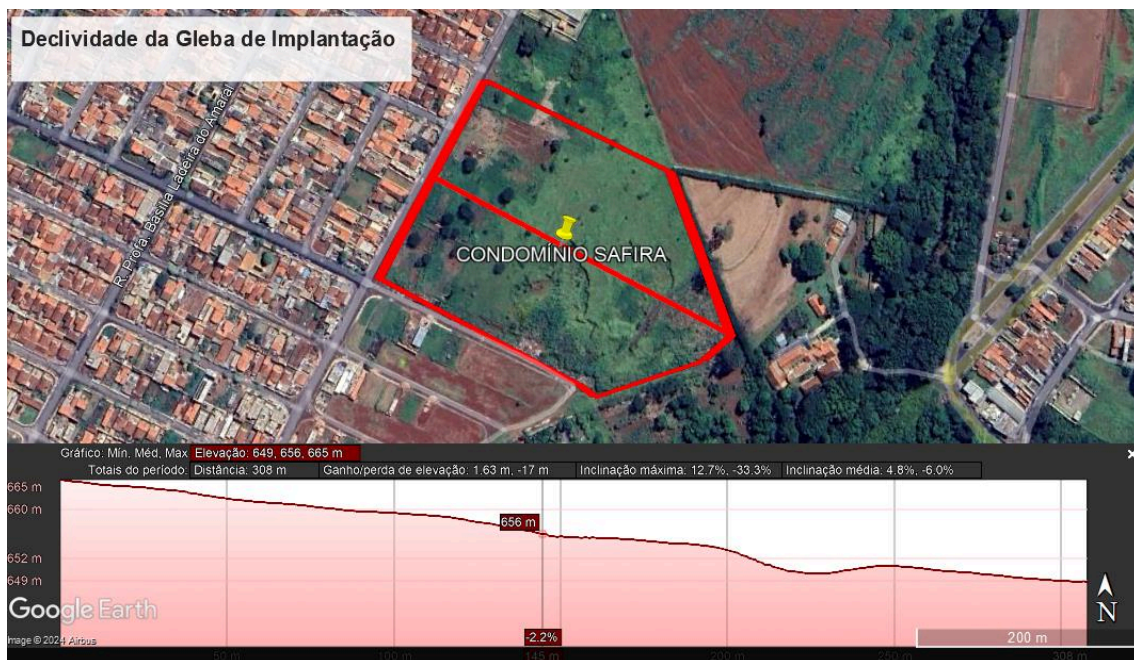 Declividade da Gleba de Implantação
R. Profa. Basilia Ladeira do Amaral
CONDOMÍNIO SAFIRA
Gráfico: Mín. Méd, Max Elevação: 649, 656, 665 m
Totais do período: Distância: 308 m Ganho/perda de elevação: 1.63 m, -17 m Inclinação máxima: 12.7%, -33.3% Inclinação média: 4.8%, -6.0%
665 m
660 m
656 m
652 m
649 m
Google Earth
N
Image © 2024 Airbus
-2.2%
200 m
50 m 100 m 145 m 200 m 250 m 308 m